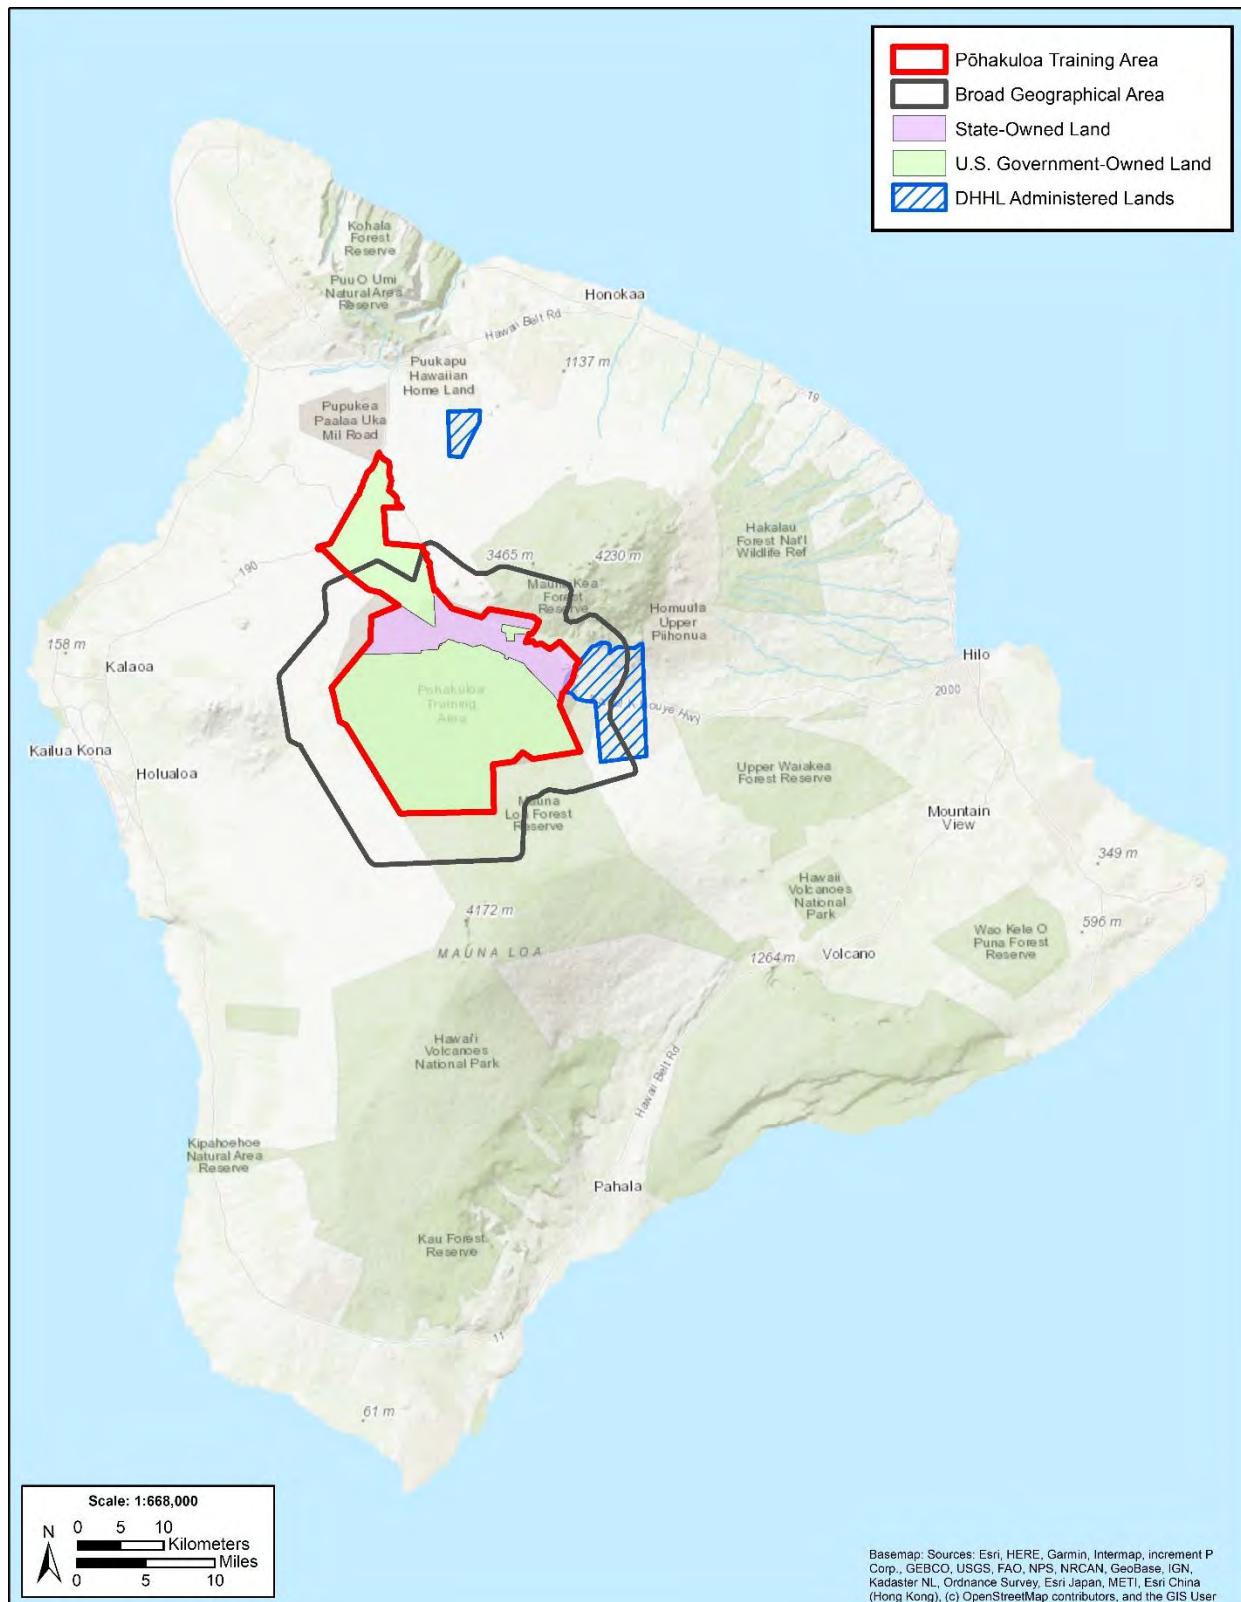 Pōhakuloa Training Area
Broad Geographical Area
State-Owned Land
U.S. Government-Owned Land
DHHL Administered Lands
Kohala
Forest
Reserve
Puu O Umi
Natural Area
Reserve
Honokaa
Hawaii Belt Rd
Puukapu
Hawaiian
Home Land
1137 m
19
Pupukea
Paalaa Uka
Mil Road
Hakalau
Forest Nat'l
Wildlife Ref
3465 m
4230 m
190
Mauna Kea
Forest
Reserve
Homuula
Upper
Piihonua
158 m
Kalaoa
Hilo
Pohakuloa
Training
Area
2000
ouye Hwy
Kailua Kona
Holualoa
Upper Waiakea
Forest Reserve
Mauna
Loa Forest
Reserve
Mountain
View
349 m
Hawaii
Volcanoes
National
Park
4172 m
596 m
Wao Kele O
Puna Forest
Reserve
MAUNA LOA
1264 m
Volcano
Hawai'i
Volcanoes
National Park
Hawaii Belt Rd
Kipahoehoe
Natural Area
Reserve
Pahala
Kau Forest
Reserve
11
61 m
Scale: 1:668,000
N
0 5 10
Kilometers
Miles
0 5 10
Basemap: Sources: Esri, HERE, Garmin, Intermap, increment P
Corp., GEBCO, USGS, FAO, NPS, NRCAN, GeoBase, IGN,
Kadaster NL, Ordnance Survey, Esri Japan, METI, Esri China
(Hong Kong), (c) OpenStreetMap contributors, and the GIS User